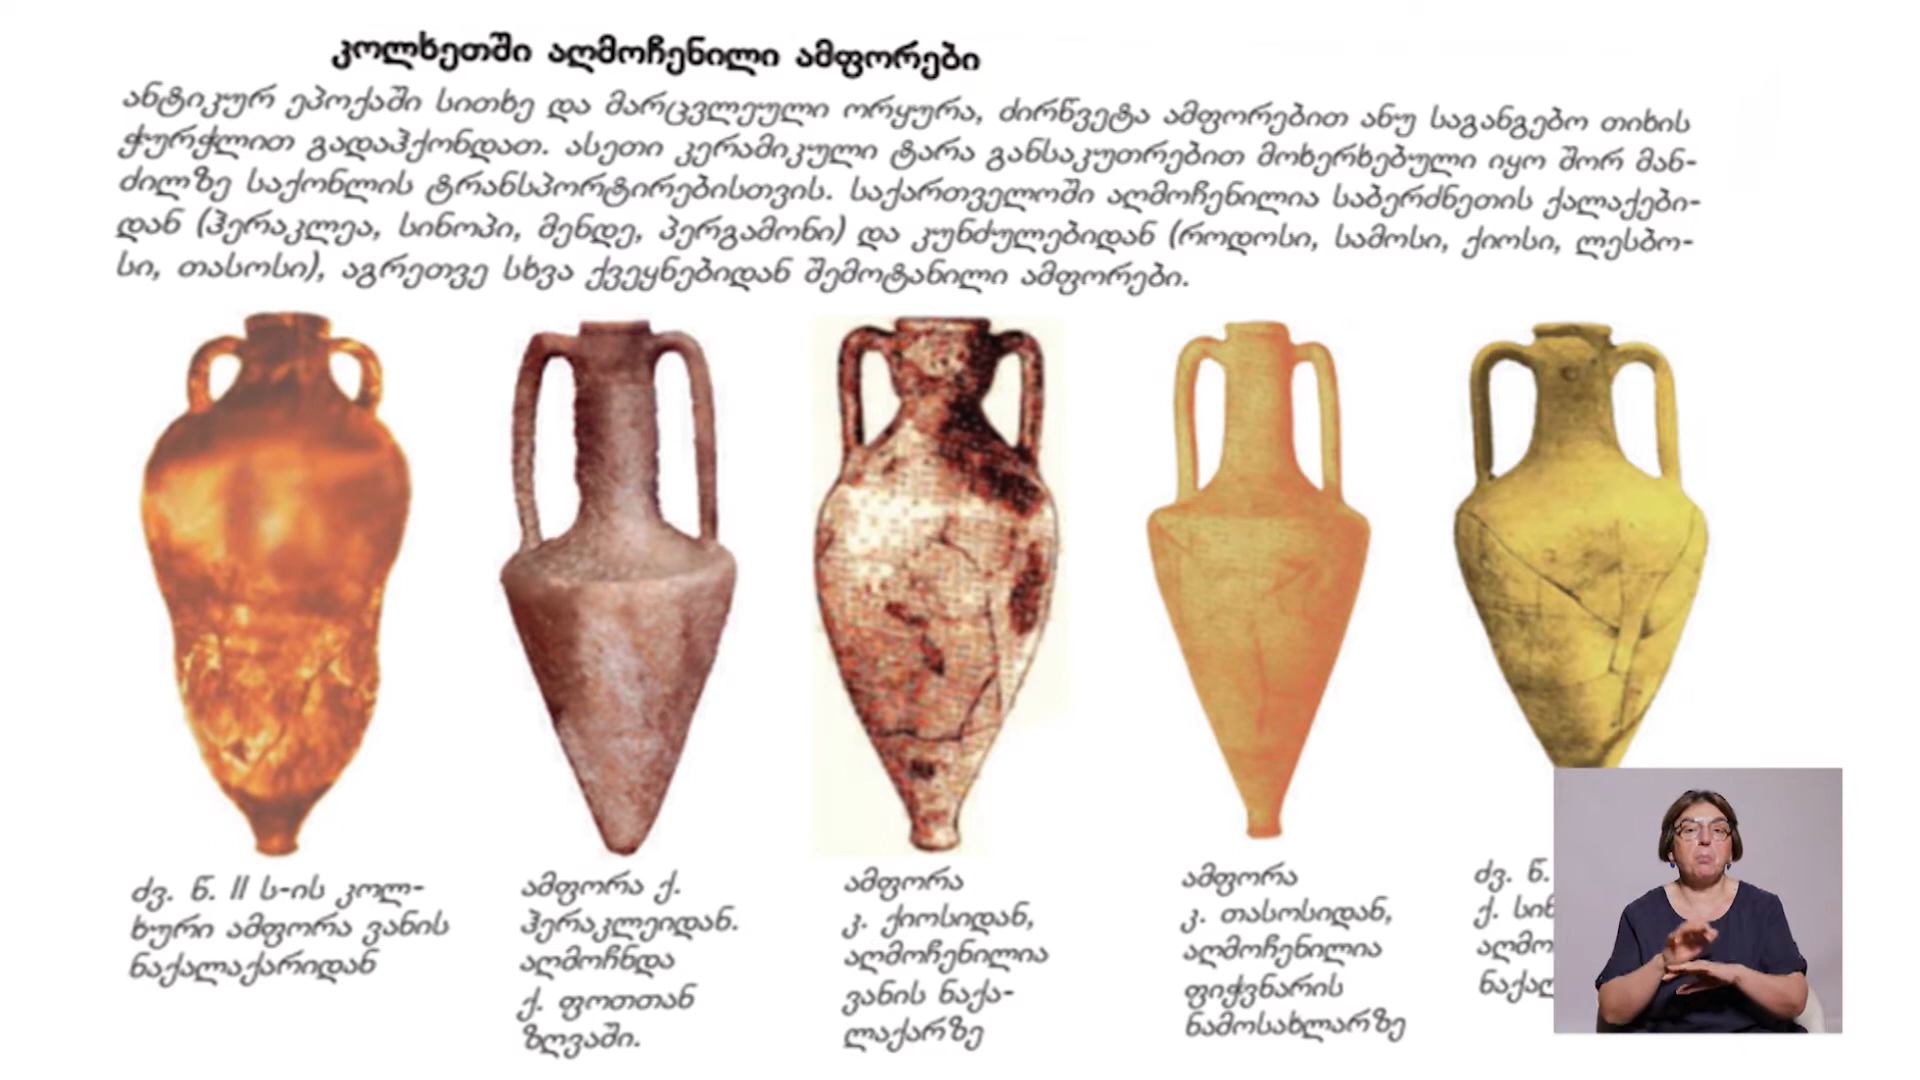 კოლხეთში აღმოჩენილი ამფორები
ანტიკურ ეპოქაში სითხე და მარცვლეული ორყურა, ძირწვეტა ამფორებით ანუ საგანგებო თიხის
ჭურჭლით გადაჰქონდათ. ასეთი კერამიკული ტარა განსაკუთრებით მოხერხებული იყო შორ მან-
ძილზე საქონლის ტრანსპორტირებისთვის. საქართველოში აღმოჩენილია საბერძნეთის ქალაქები-
დან (ჰერაკლეა, სინოპი, მენდე, პერგამონი) და კუნძულებიდან (როდოსი, სამოსი, ქიოსი, ლესბო-
სი, თასოსი), აგრეთვე სხვა ქვეყნებიდან შემოტანილი ამფორები.
ძვ. წ. II ს-ის კოლ-
ხური ამფორა ვანის
ნაქალაქარიდან
ამფორა ქ.
ჰერაკლეიდან.
აღმოჩნდა
ქ. ფოთთან
ზღვაში.
ამფორა
კ. ქიოსიდან,
აღმოჩენილია
ვანის ნაქა-
ლაქარზე
ამფორა
კ. თასოსიდან,
აღმოჩენილია
ფიჭვნარის
ნამოსახლარზე
ძვ. წ.
ქ. სინ
აღმო
ნაქალ